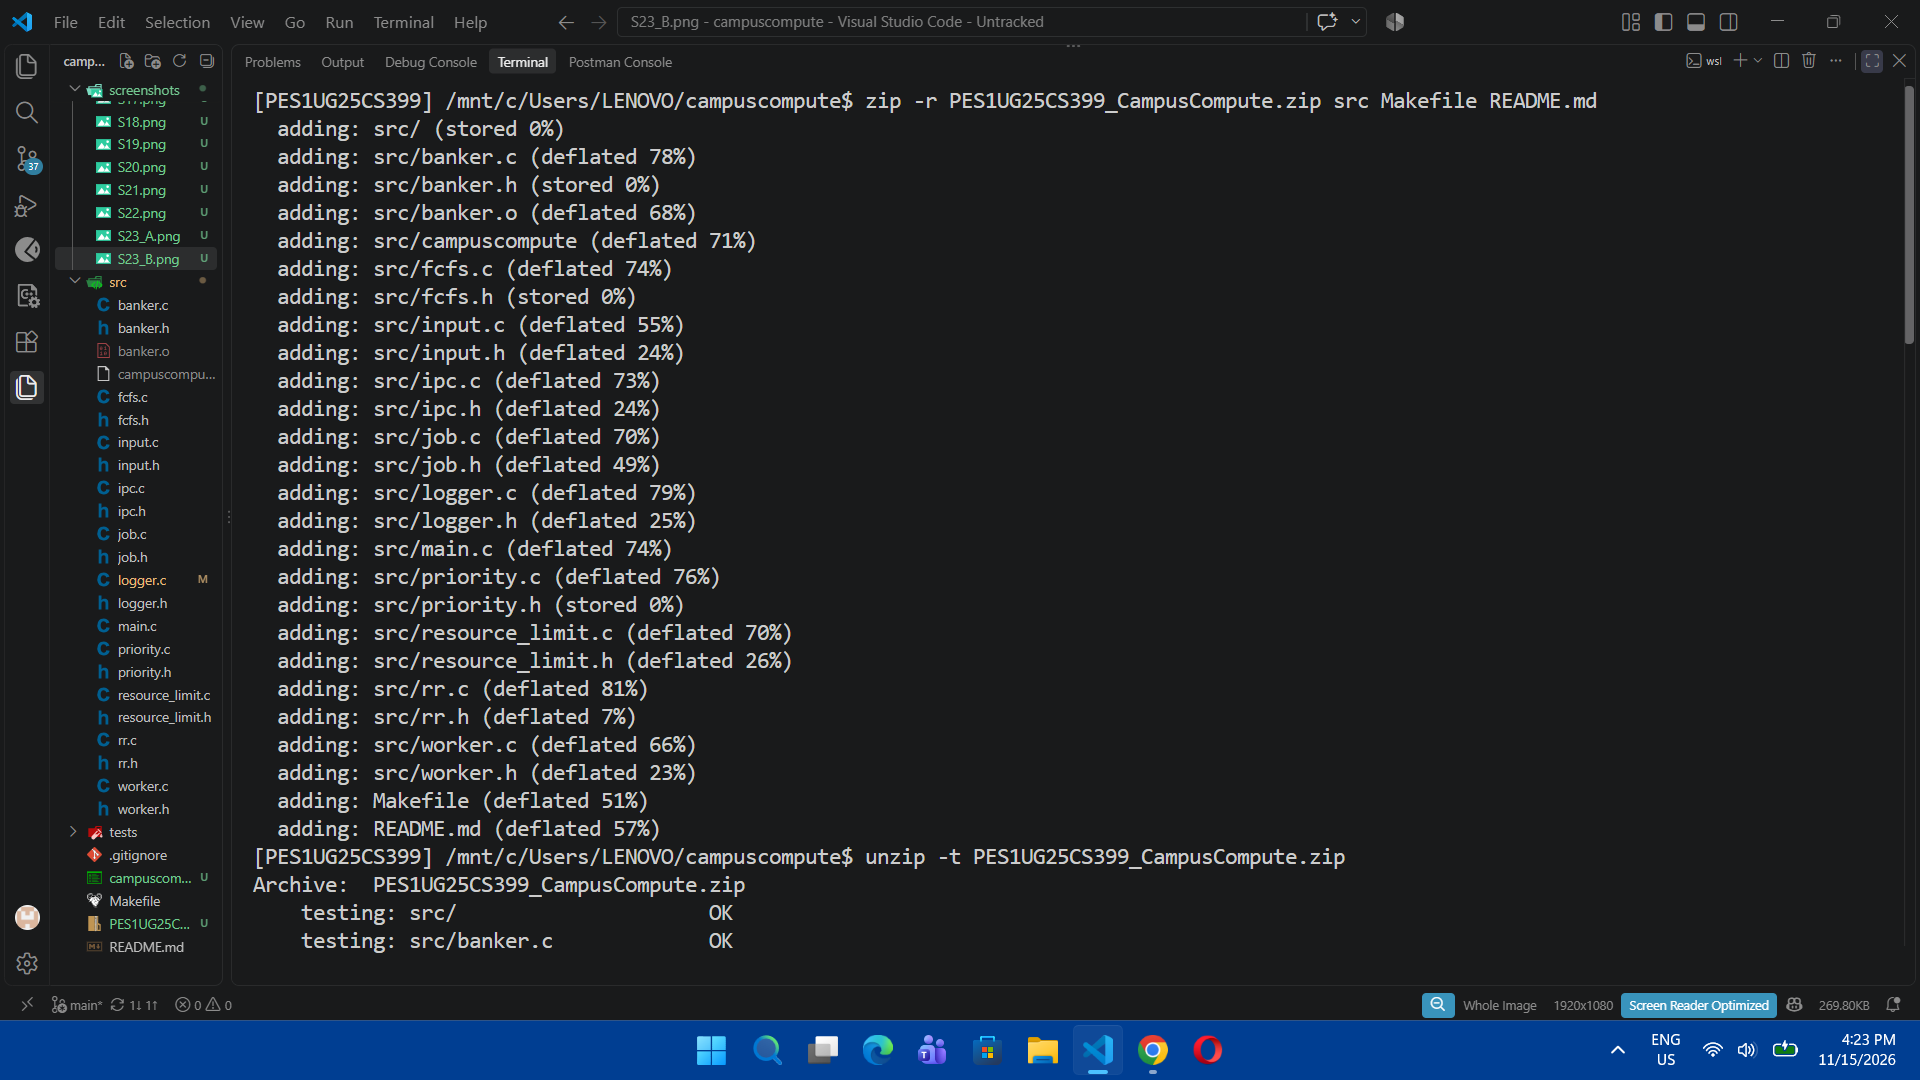 File Edit Selection View Go Run Terminal Help
S23_B.png - campuscompute - Visual Studio Code - Untracked
camp...
screenshots
S18.png U
S19.png U
S20.png U
S21.png U
S22.png U
S23_A.png U
S23_B.png U
src
banker.c
banker.h
banker.o
campuscompu...
fcfs.c
fcfs.h
input.c
input.h
ipc.c
ipc.h
job.c
job.h
logger.c M
logger.h
main.c
priority.c
priority.h
resource_limit.c
resource_limit.h
rr.c
rr.h
worker.c
worker.h
tests
.gitignore
campuscom... U
Makefile
PES1UG25C... U
README.md
37
Problems Output Debug Console Terminal Postman Console
wsl
[PES1UG25CS399] /mnt/c/Users/LENOVO/campuscompute$ zip -r PES1UG25CS399_CampusCompute.zip src Makefile README.md
adding: src/ (stored 0%)
adding: src/banker.c (deflated 78%)
adding: src/banker.h (stored 0%)
adding: src/banker.o (deflated 68%)
adding: src/campuscompute (deflated 71%)
adding: src/fcfs.c (deflated 74%)
adding: src/fcfs.h (stored 0%)
adding: src/input.c (deflated 55%)
adding: src/input.h (deflated 24%)
adding: src/ipc.c (deflated 73%)
adding: src/ipc.h (deflated 24%)
adding: src/job.c (deflated 70%)
adding: src/job.h (deflated 49%)
adding: src/logger.c (deflated 79%)
adding: src/logger.h (deflated 25%)
adding: src/main.c (deflated 74%)
adding: src/priority.c (deflated 76%)
adding: src/priority.h (stored 0%)
adding: src/resource_limit.c (deflated 70%)
adding: src/resource_limit.h (deflated 26%)
adding: src/rr.c (deflated 81%)
adding: src/rr.h (deflated 7%)
adding: src/worker.c (deflated 66%)
adding: src/worker.h (deflated 23%)
adding: Makefile (deflated 51%)
adding: README.md (deflated 57%)
[PES1UG25CS399] /mnt/c/Users/LENOVO/campuscompute$ unzip -t PES1UG25CS399_CampusCompute.zip
Archive: PES1UG25CS399_CampusCompute.zip
testing: src/ OK
testing: src/banker.c OK
main* 1↓ 1↑ 0 0
Whole Image 1920x1080 Screen Reader Optimized 269.80KB
ENG
US
4:23 PM
11/15/2026